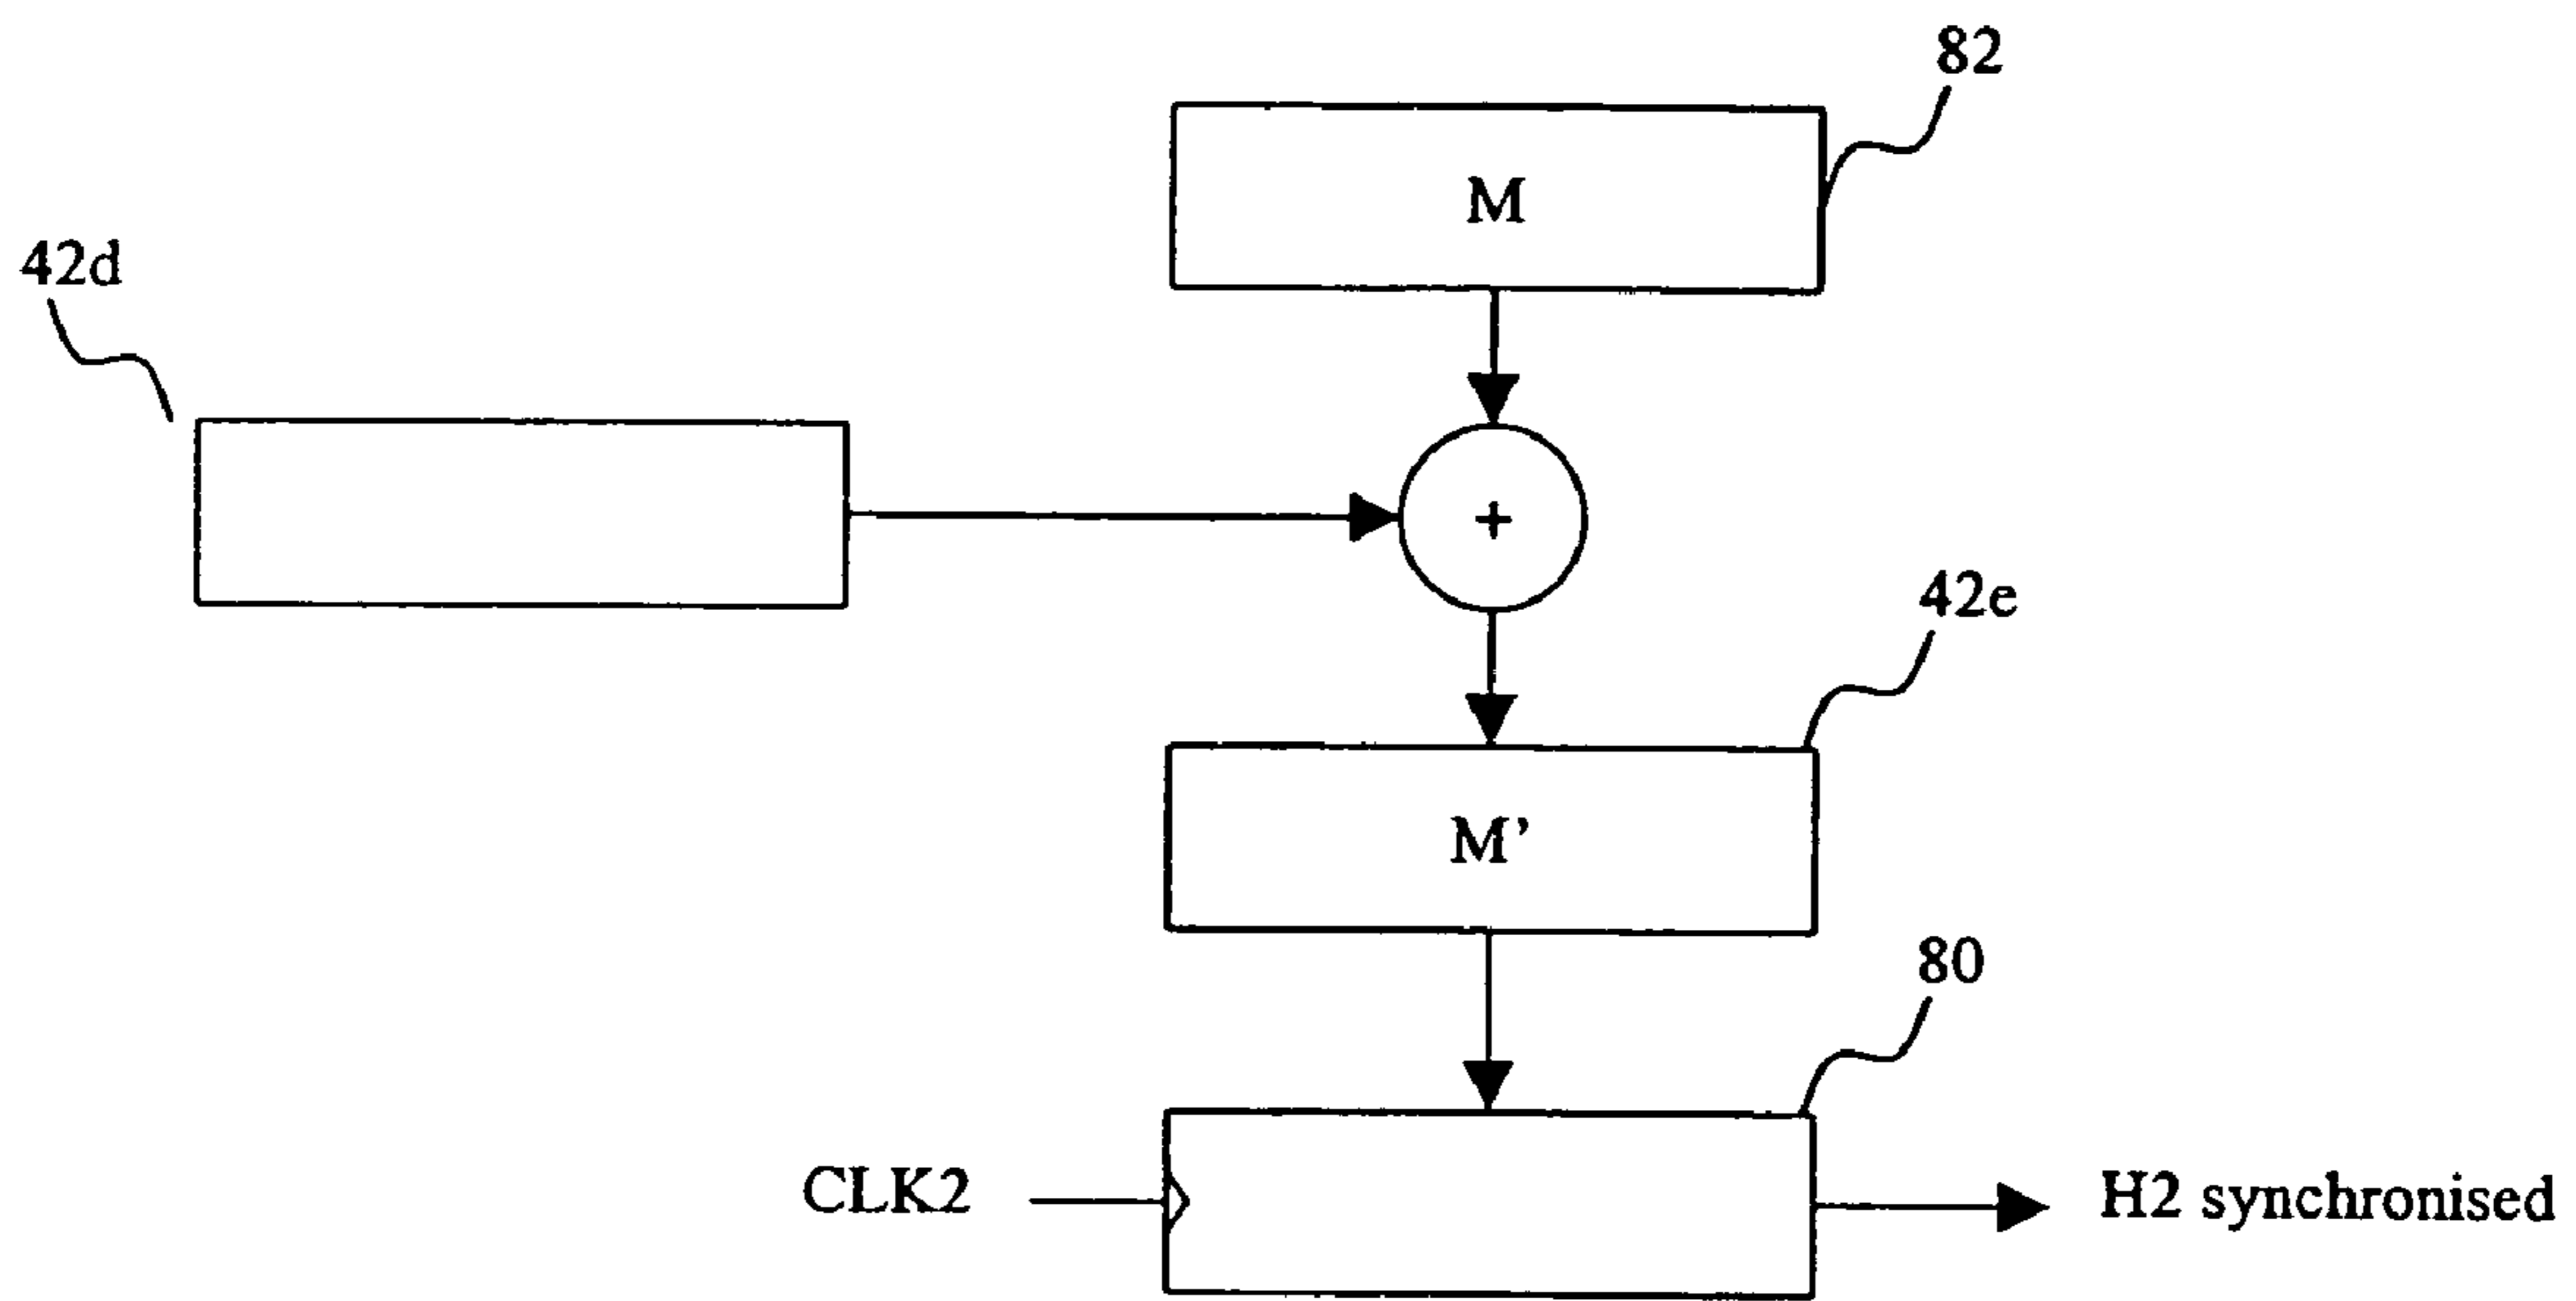 82
M
42d
+
42e
M’
80
CLK2
H2 synchronised